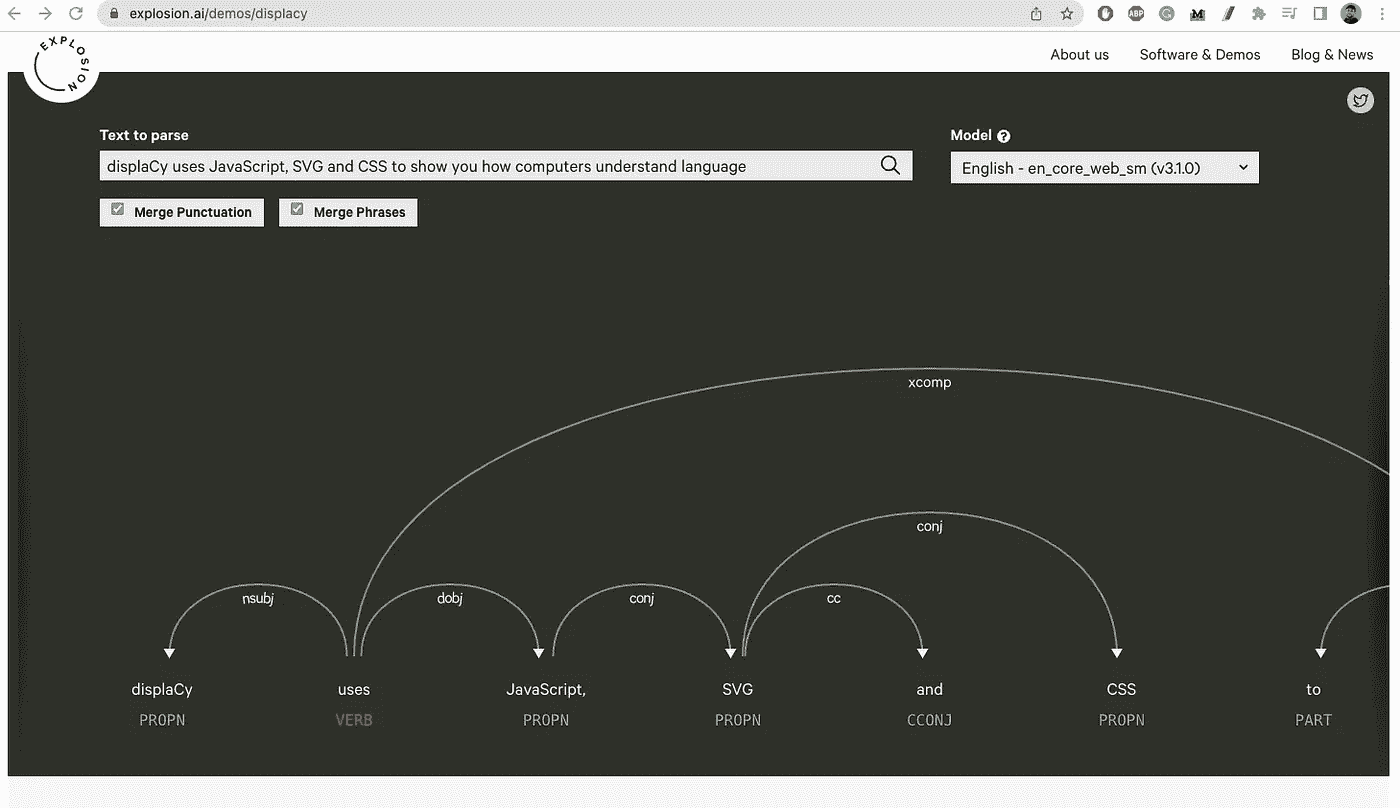 explosion.ai/demos/displacy
ABP
EXPLOSION
About us Software & Demos Blog & News
Text to parse
Model ?
displaCy uses JavaScript, SVG and CSS to show you how computers understand language
English - en_core_web_sm (v3.1.0)
Merge Punctuation Merge Phrases
xcomp
conj
nsubj dobj conj cc
displaCy uses JavaScript, SVG and CSS to
PROPN VERB PROPN PROPN CCONJ PROPN PART